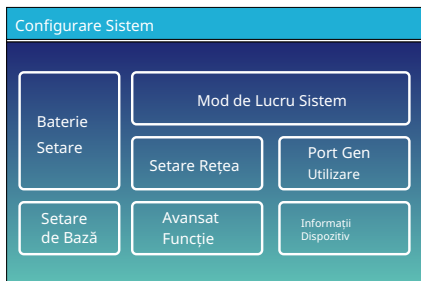 Configurare Sistem
Mod de Lucru Sistem
Baterie
Setare
Setare Rețea
Port Gen
Utilizare
Setare
de Bază
Avansat
Funcție
Informații
Dispozitiv